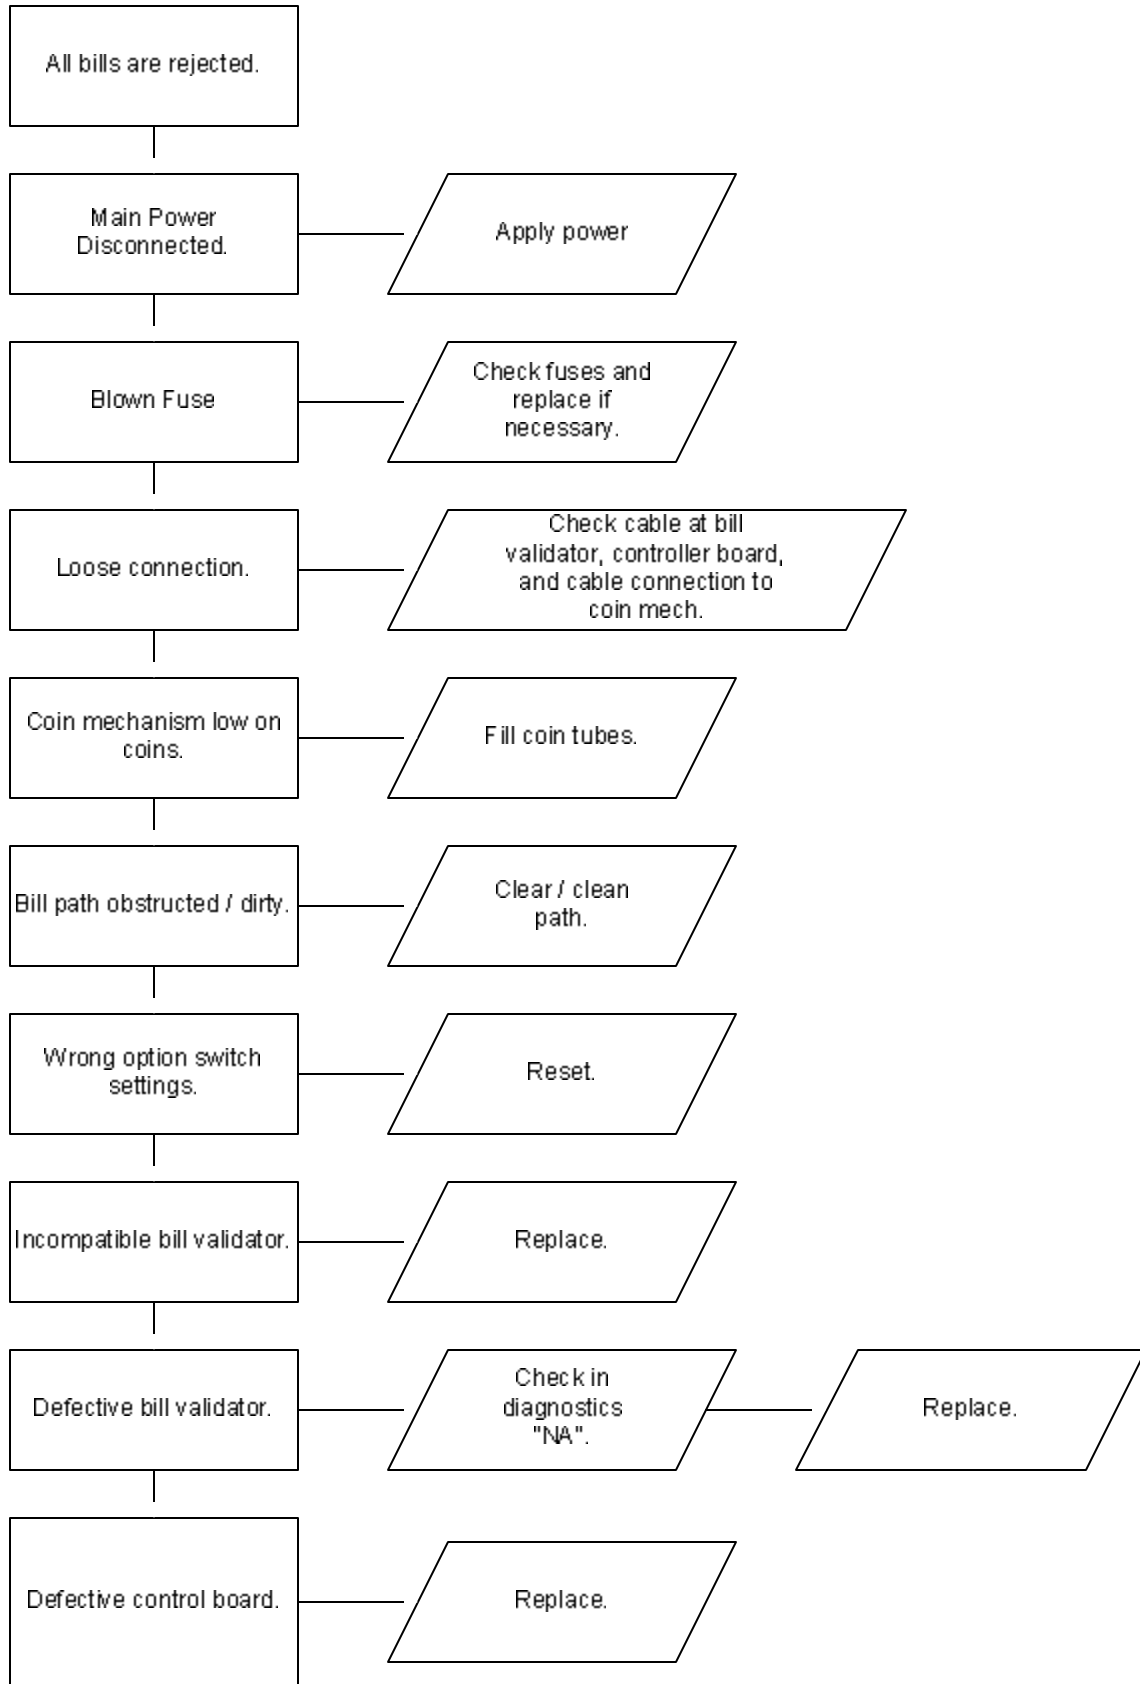 All bills are rejected.
Main Power
Disconnected.
Apply power
Blown Fuse
Check fuses and
replace if
necessary.
Loose connection.
Check cable at bill
validator, controller board,
and cable connection to
coin mech.
Coin mechanism low on
coins.
Fill coin tubes.
Bill path obstructed / dirty.
Clear / clean
path.
Wrong option switch
settings.
Reset.
Incompatible bill validator.
Replace.
Defective bill validator.
Check in
diagnostics
"NA".
Replace.
Defective control board.
Replace.